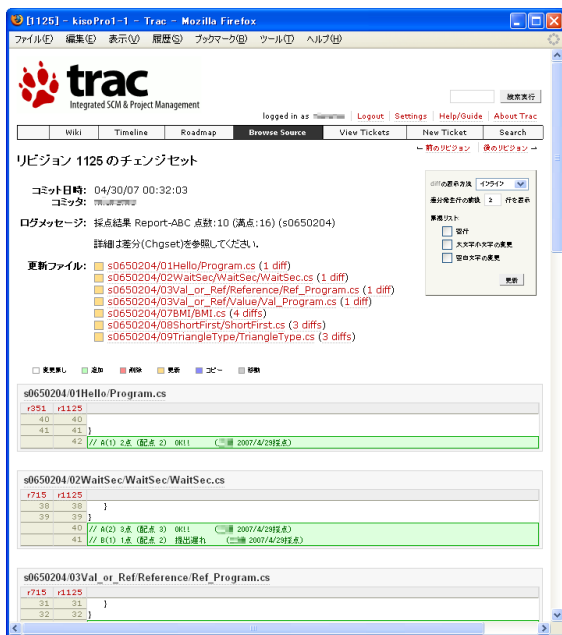 [1125] - kisoPro1-1 - Trac - Mozilla Firefox
ファイル(F) 編集(E) 表示(V) 履歴(S) ブックマーク(B) ツール(T) ヘルプ(H)
trac
Integrated SCM & Project Management
検索実行
logged in as Logout Settings Help/Guide About Trac
Wiki Timeline Roadmap Browse Source View Tickets New Ticket Search
← 前のリビジョン 後のリビジョン →
リビジョン 1125 のチェンジセット
diffの表示方法 インライン
差分発生行の前後 2 行を表示
無視リスト:
空行
大文字小文字の変更
空白文字の変更
更新
コミット日時: 04/30/07 00:32:03
コミッタ:
ログメッセージ: 採点結果 Report-ABC 点数:10 (満点:16) (s0650204)
詳細は差分(Chgset)を参照してください.
更新ファイル: s0650204/01Hello/Program.cs (1 diff)
s0650204/02WaitSec/WaitSec/WaitSec.cs (1 diff)
s0650204/03Val_or_Ref/Reference/Ref_Program.cs (1 diff)
s0650204/03Val_or_Ref/Value/Val_Program.cs (1 diff)
s0650204/07BMI/BMI.cs (4 diffs)
s0650204/08ShortFirst/ShortFirst.cs (3 diffs)
s0650204/09TriangleType/TriangleType.cs (3 diffs)
変更無し 追加 削除 更新 コピー 移動
s0650204/01Hello/Program.cs
r351 r1125
40 40
41 41 }
42 // A(1) 2点 (配点 2) OK!! ( 2007/4/29採点)
s0650204/02WaitSec/WaitSec/WaitSec.cs
r715 r1125
38 38 }
39 39 }
40 // A(2) 3点 (配点 3) OK!! ( 2007/4/29採点)
41 // B(1) 1点 (配点 2) 提出遅れ ( 2007/4/29採点)
s0650204/03Val_or_Ref/Reference/Ref_Program.cs
r715 r1125
31 31 }
32 32 }